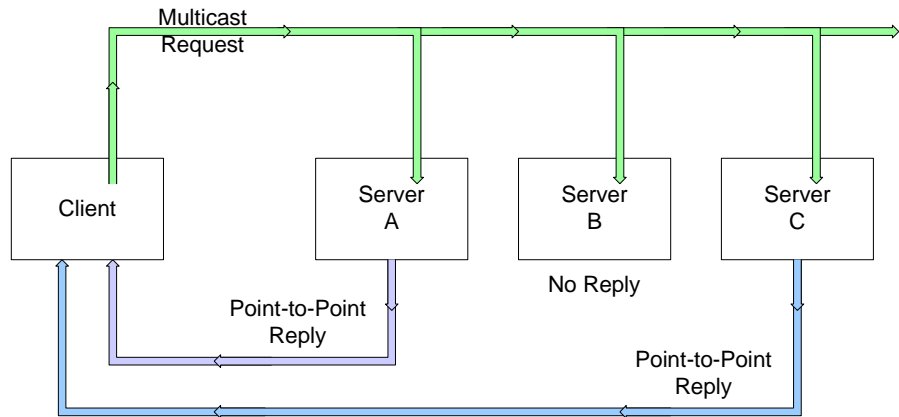 Multicast
Request
Client
Server
A
Server
B
Server
C
No Reply
Point-to-Point
Reply
Point-to-Point
Reply